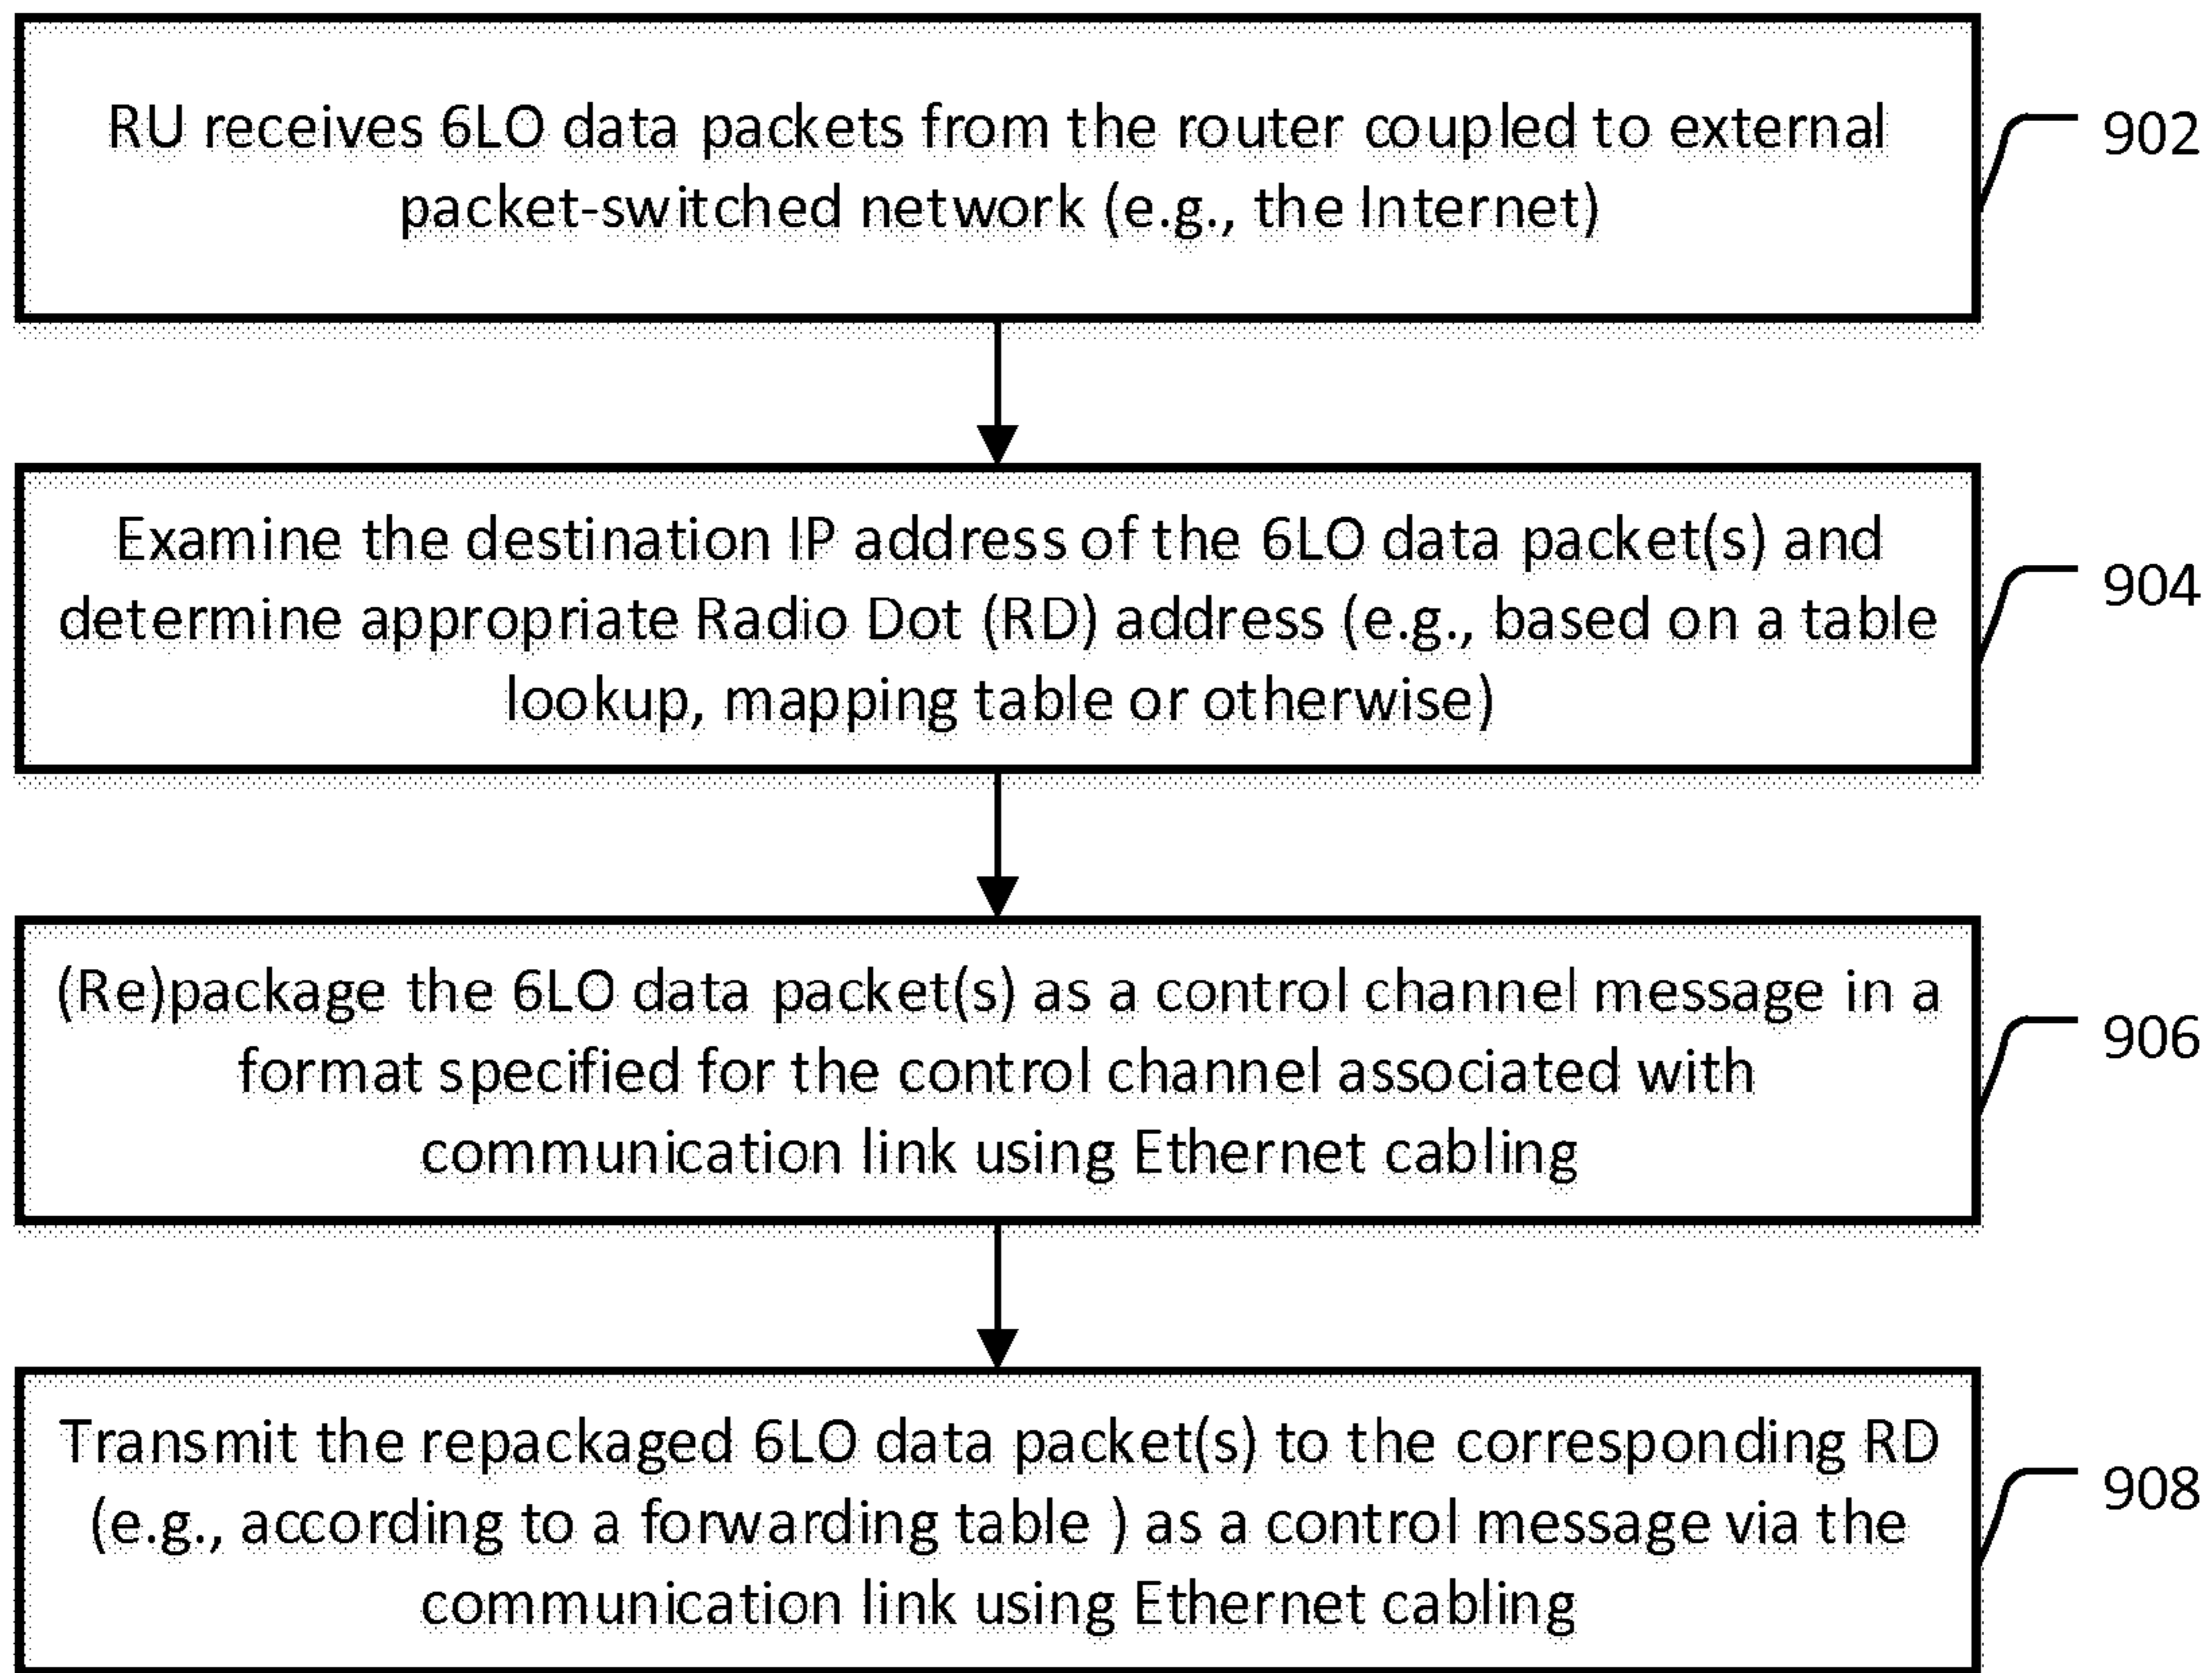 RU receives 6LO data packets from the router coupled to external
packet-switched network (e.g., the Internet)
902
Examine the destination IP address of the 6LO data packet(s) and
determine appropriate Radio Dot (RD) address (e.g., based on a table
lookup, mapping table or otherwise)
904
(Re)package the 6LO data packet(s) as a control channel message in a
format specified for the control channel associated with
communication link using Ethernet cabling
906
Transmit the repackaged 6LO data packet(s) to the corresponding RD
(e.g., according to a forwarding table ) as a control message via the
communication link using Ethernet cabling
908